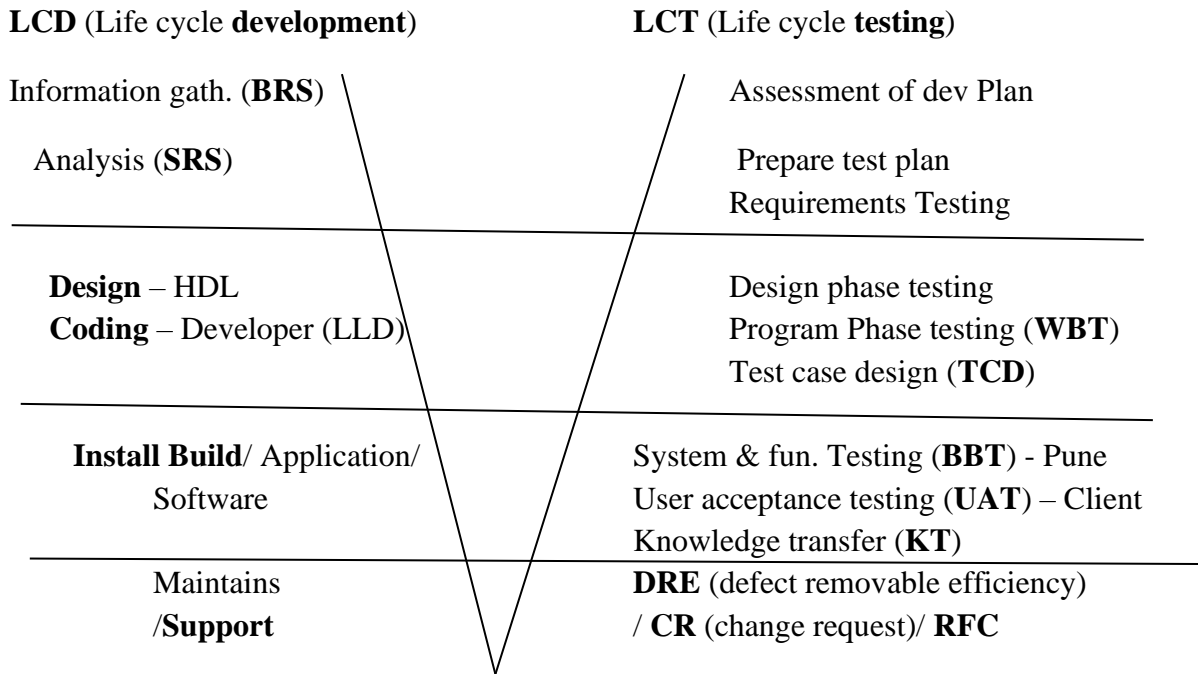 LCD (Life cycle development)
LCT (Life cycle testing)
Information gath. (BRS)
Assessment of dev Plan
Analysis (SRS)
Prepare test plan
Requirements Testing
Design – HDL
Design phase testing
Coding – Developer (LLD)
Program Phase testing (WBT)
Test case design (TCD)
Install Build/ Application/
System & fun. Testing (BBT) - Pune
Software
User acceptance testing (UAT) – Client
Knowledge transfer (KT)
Maintains
DRE (defect removable efficiency)
/Support
/ CR (change request)/ RFC